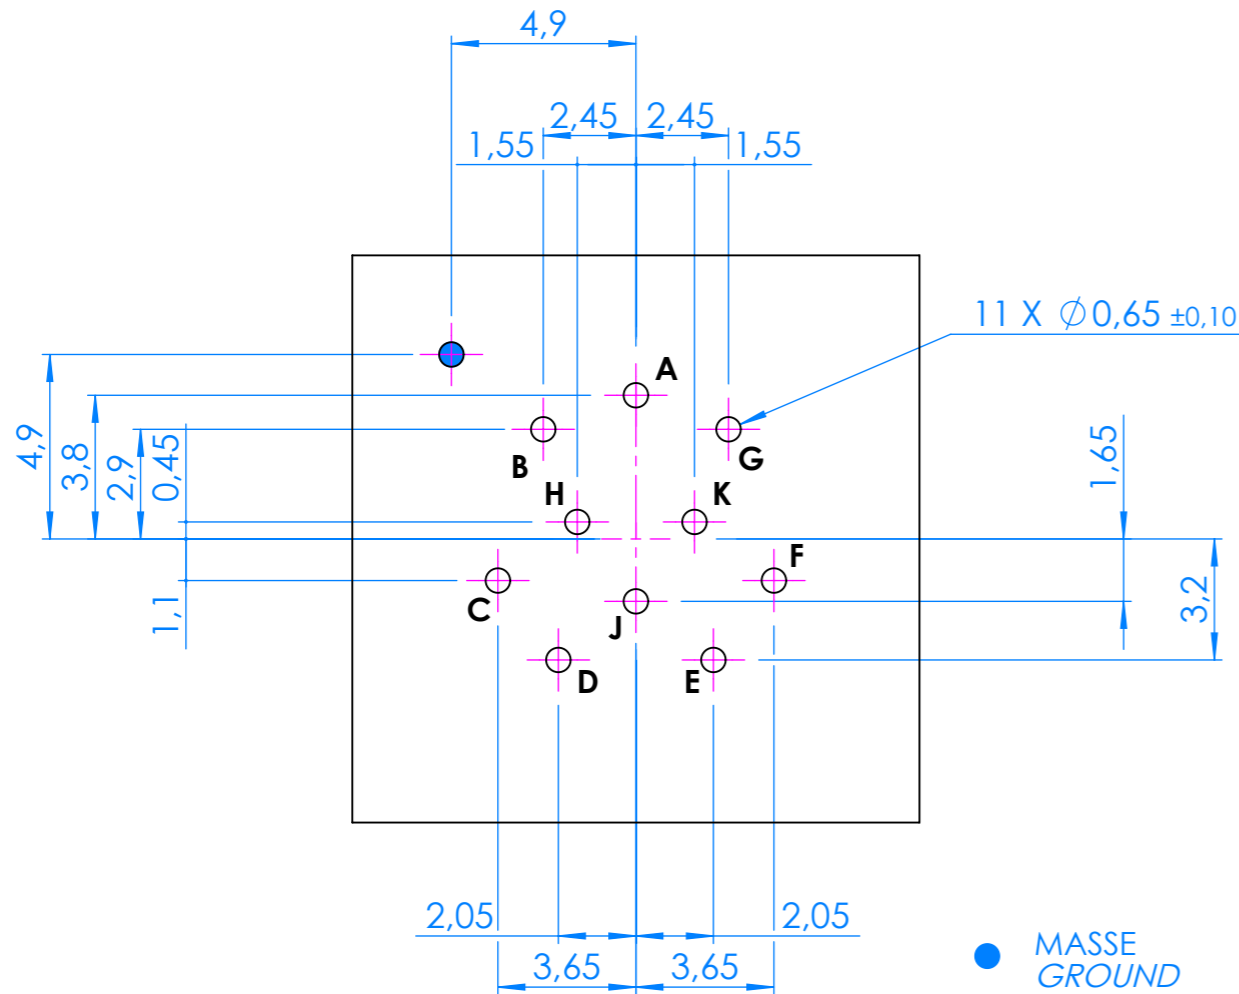 4,9
2,45 2,45
1,55 1,55
11 X ∅0,65 ±0,10
A
B G
H K
F
C
J
D E
4,9
3,8
2,9
0,45
1,1
1,65
3,2
2,05 2,05
3,65 3,65
MASSE
GROUND